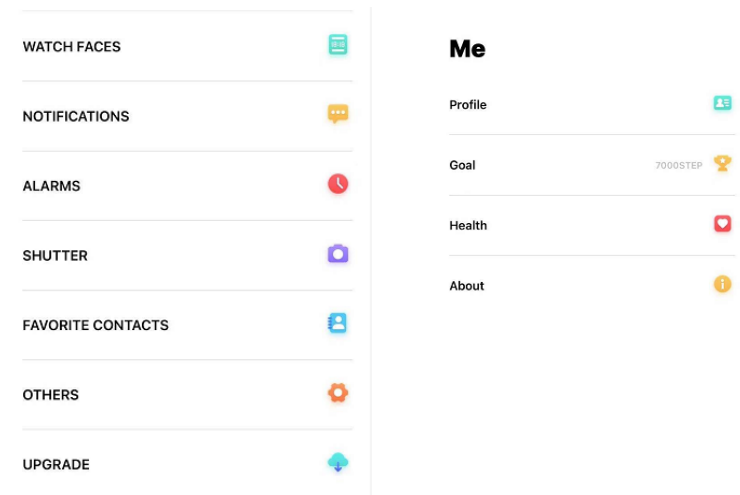 WATCH FACES
NOTIFICATIONS
ALARMS
SHUTTER
FAVORITE CONTACTS
OTHERS
UPGRADE
Me
Profile
Goal 7000STEP
Health
About